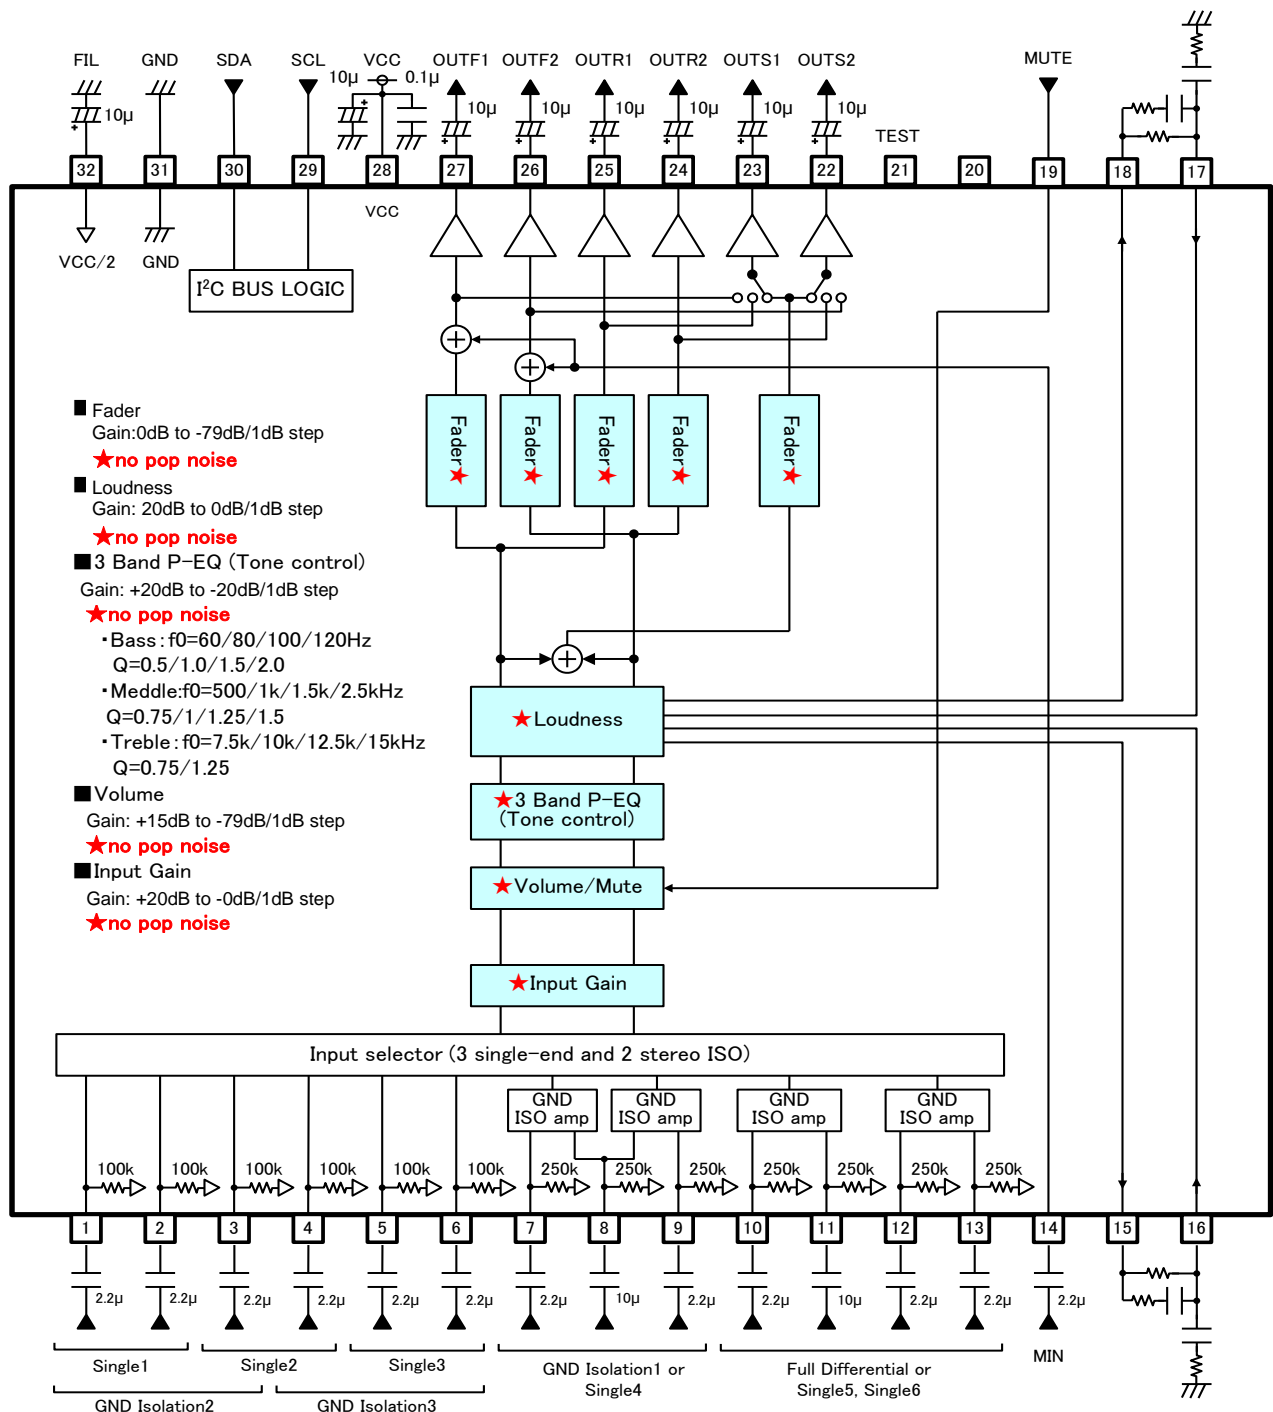 FIL GND SDA SCL VCC OUTF1 OUTF2 OUTR1 OUTR2 OUTS1 OUTS2 MUTE
10μ 10μ 0.1μ 10μ 10μ 10μ 10μ 10μ 10μ
TEST
32 31 30 29 28 27 26 25 24 23 22 21 20 19 18 17
VCC
VCC/2 GND
I²C BUS LOGIC
Fader★ Fader★ Fader★ Fader★ Fader★
■ Fader
Gain:0dB to -79dB/1dB step
★no pop noise
■ Loudness
Gain: 20dB to 0dB/1dB step
★no pop noise
■3 Band P-EQ (Tone control)
Gain: +20dB to -20dB/1dB step
★no pop noise
・Bass:f0=60/80/100/120Hz
Q=0.5/1.0/1.5/2.0
・Meddle:f0=500/1k/1.5k/2.5kHz
Q=0.75/1/1.25/1.5
・Treble:f0=7.5k/10k/12.5k/15kHz
Q=0.75/1.25
■Volume
Gain: +15dB to -79dB/1dB step
★no pop noise
■Input Gain
Gain: +20dB to -0dB/1dB step
★no pop noise
★Loudness
★3 Band P-EQ
(Tone control)
★Volume/Mute
★Input Gain
Input selector (3 single-end and 2 stereo ISO)
GND
ISO amp
GND
ISO amp
GND
ISO amp
GND
ISO amp
100k 100k 100k 100k 100k 100k 250k 250k 250k 250k 250k 250k 250k
1 2 3 4 5 6 7 8 9 10 11 12 13 14 15 16
2.2μ 2.2μ 2.2μ 2.2μ 2.2μ 2.2μ 2.2μ 10μ 2.2μ 2.2μ 10μ 2.2μ 2.2μ 2.2μ
Single1 Single2 Single3
GND Isolation1 or
Single4
Full Differential or
Single5, Single6
MIN
GND Isolation2 GND Isolation3